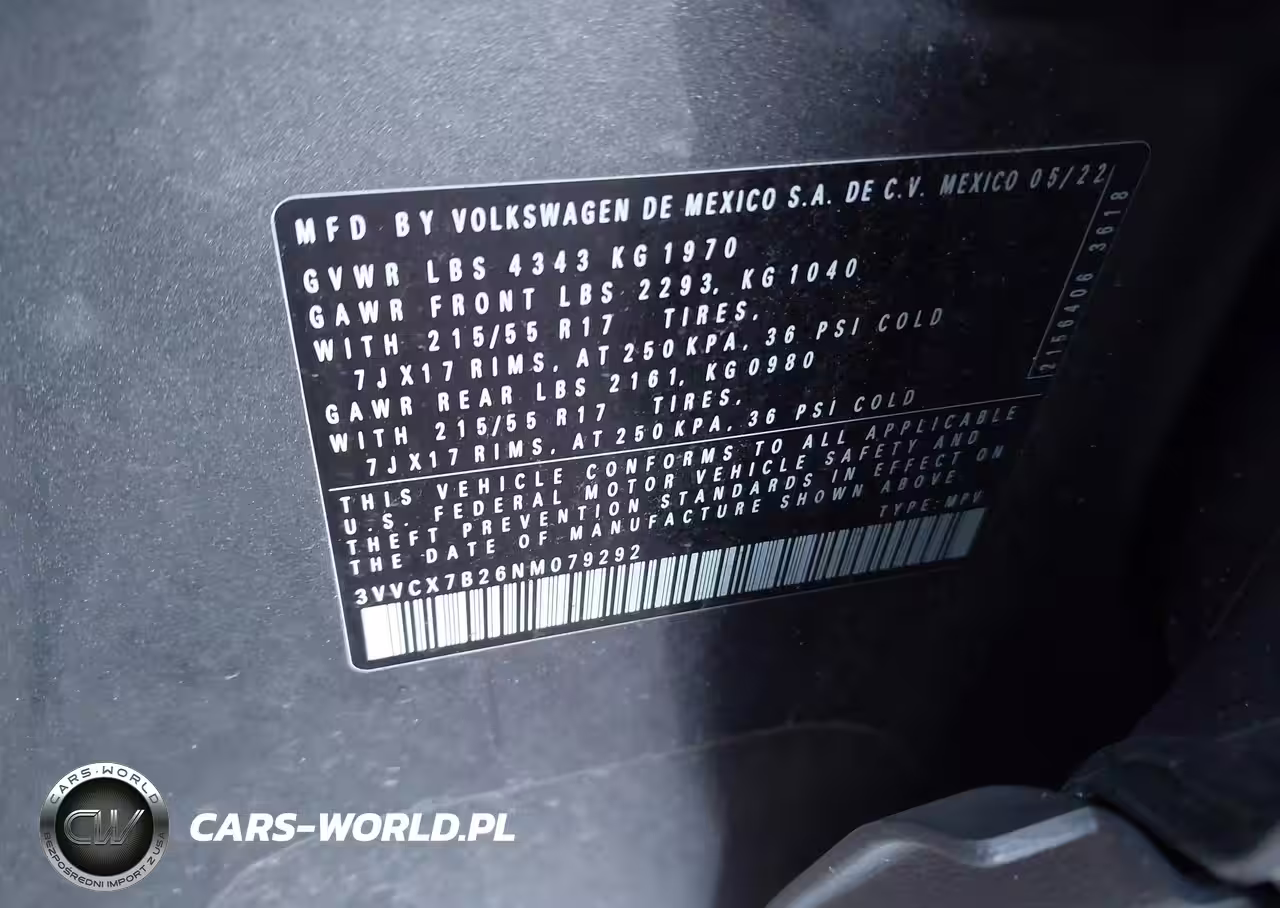 MFD BY VOLKSWAGEN DE MEXICO S.A. DE C.V. MEXICO 05/22
GVWR LBS 4343 KG 1970
GAWR FRONT LBS 2293, KG 1040
WITH 215/55 R17 TIRES,
7JX17 RIMS, AT 250 KPA, 36 PSI COLD
GAWR REAR LBS 2161, KG 0980
WITH 215/55 R17 TIRES,
7JX17 RIMS, AT 250 KPA, 36 PSI COLD
2156406 3618
THIS VEHICLE CONFORMS TO ALL APPLICABLE
U.S. FEDERAL MOTOR VEHICLE SAFETY AND
THEFT PREVENTION STANDARDS IN EFFECT ON
THE DATE OF MANUFACTURE SHOWN ABOVE
TYPE: MPV
3VVCX7B26NM079292
CARS-WORLD
CW
BEZPOŚREDNI IMPORT Z USA
CARS-WORLD.PL